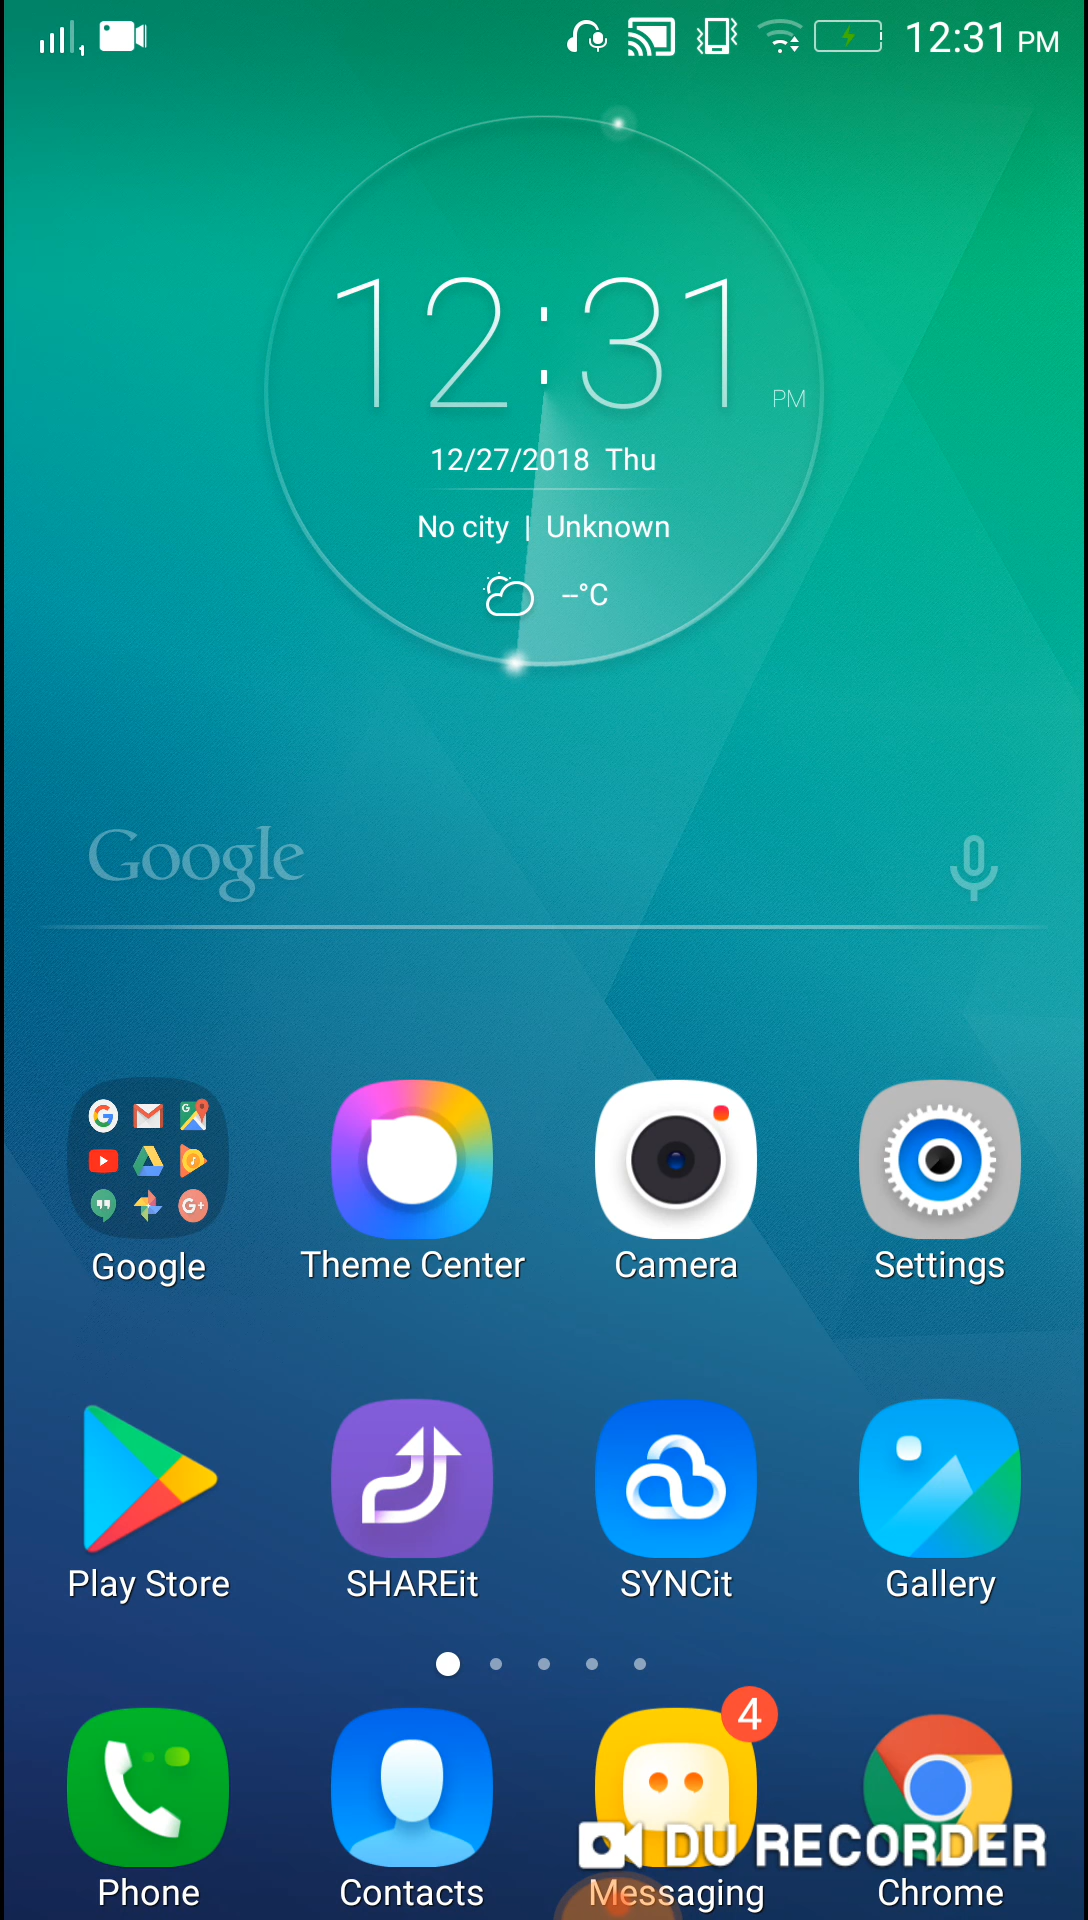 12:31 PM
12:31 PM
12/27/2018 Thu
No city | Unknown
--°C
Google
Google
Theme Center
Camera
Settings
Play Store
SHAREit
SYNCit
Gallery
4
Phone
Contacts
Messaging
Chrome
DU RECORDER